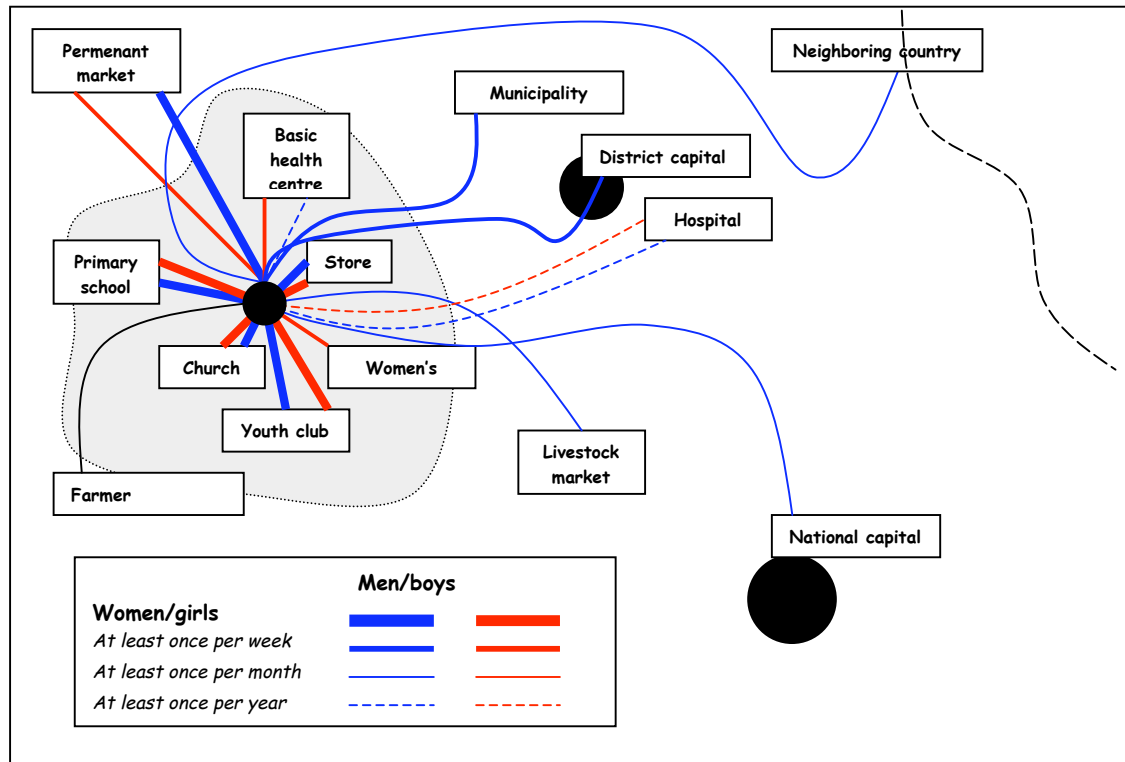 Permenant
market
Neighboring country
Municipality
Basic
health
centre
District capital
Hospital
Primary
school
Store
Church
Women's
Youth club
Livestock
market
Farmer
National capital
Men/boys
Women/girls
At least once per week
At least once per month
At least once per year